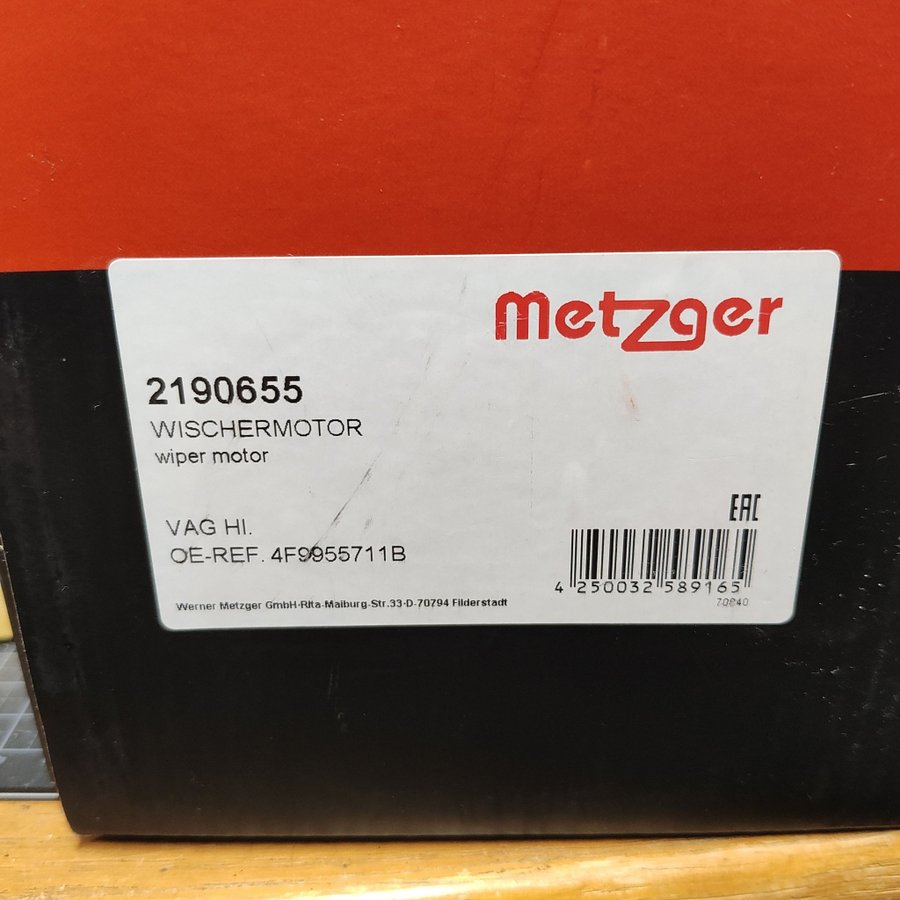 Metzger
2190655
WISCHERMOTOR
wiper motor
VAG HI.
OE-REF. 4F9955711B
EAC
4 250032 589165
70840
Werner Metzger GmbH·Rita-Maiburg-Str.33·D-70794 Filderstadt